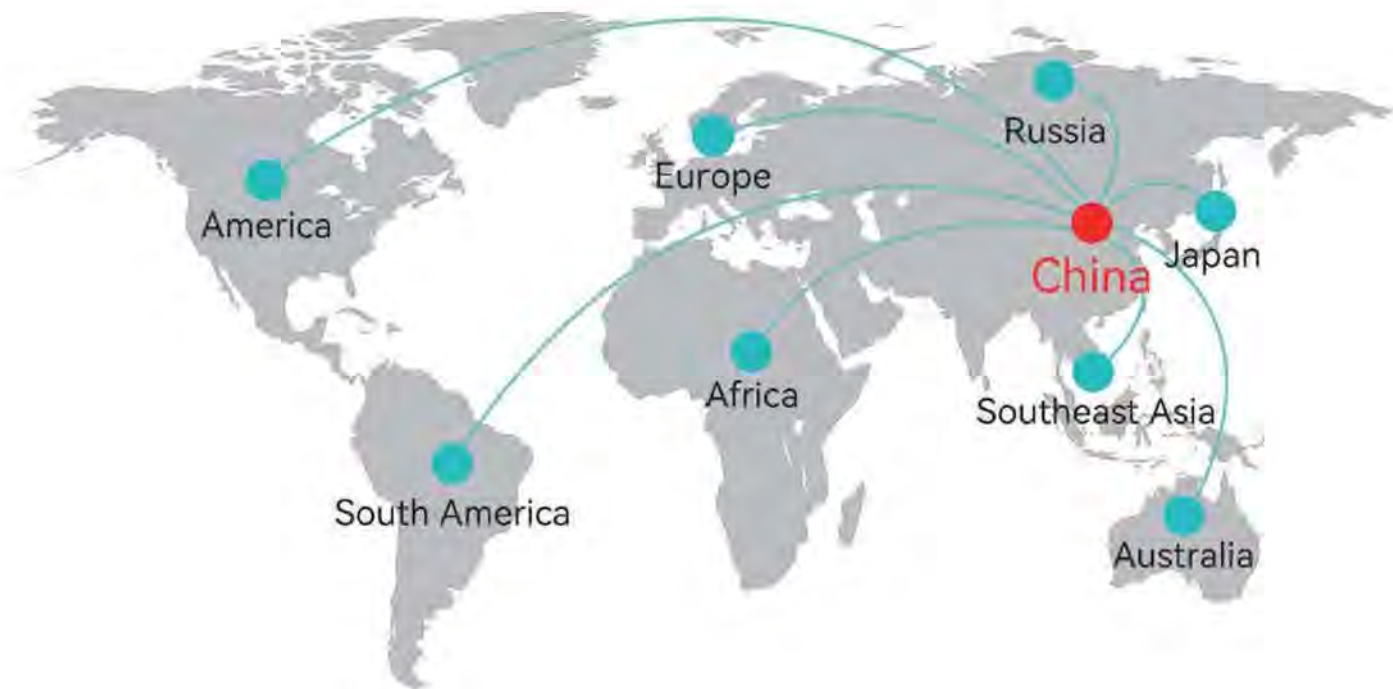 Russia
Europe
America
Japan
China
Africa
Southeast Asia
South America
Australia